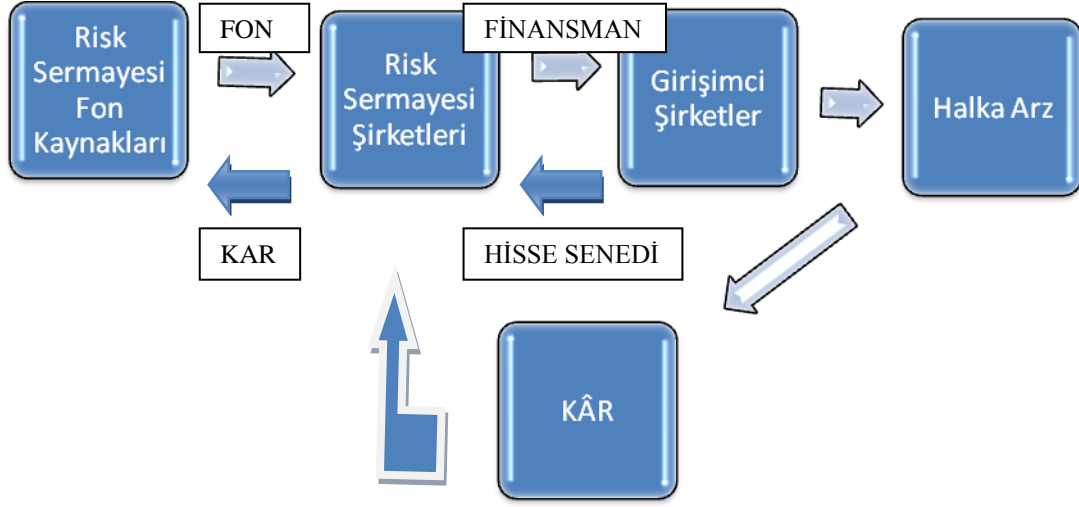 Risk
Sermayesi
Fon
Kaynakları
FON
Risk
Sermayesi
Şirketleri
FİNANSMAN
Girişimci
Şirketler
Halka Arz
KAR
HİSSE SENEDİ
KÂR